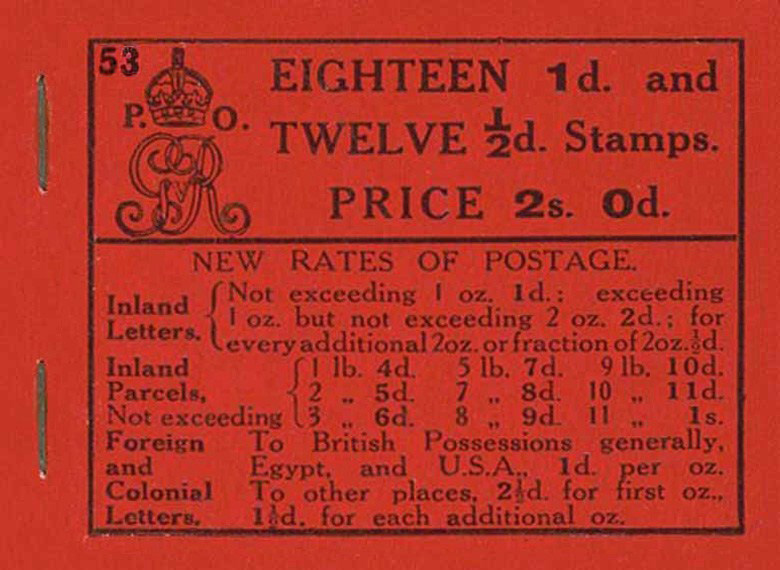 53
P. O.
EIGHTEEN 1d. and
TWELVE ½d. Stamps.
PRICE 2s. 0d.
NEW RATES OF POSTAGE.
Inland Letters. { Not exceeding 1 oz. 1d.; exceeding
1 oz. but not exceeding 2 oz. 2d.; for
every additional 2oz. or fraction of 2oz. ½d.
Inland { 1 lb. 4d. 5 lb. 7d. 9 lb. 10d.
Parcels, 2 „ 5d. 7 „ 8d. 10 „ 11d.
Not exceeding 3 „ 6d. 8 „ 9d. 11 „ 1s.
Foreign To British Possessions generally,
and Egypt, and U.S.A., 1d. per oz.
Colonial To other places, 2½d. for first oz.,
Letters. 1½d. for each additional oz.